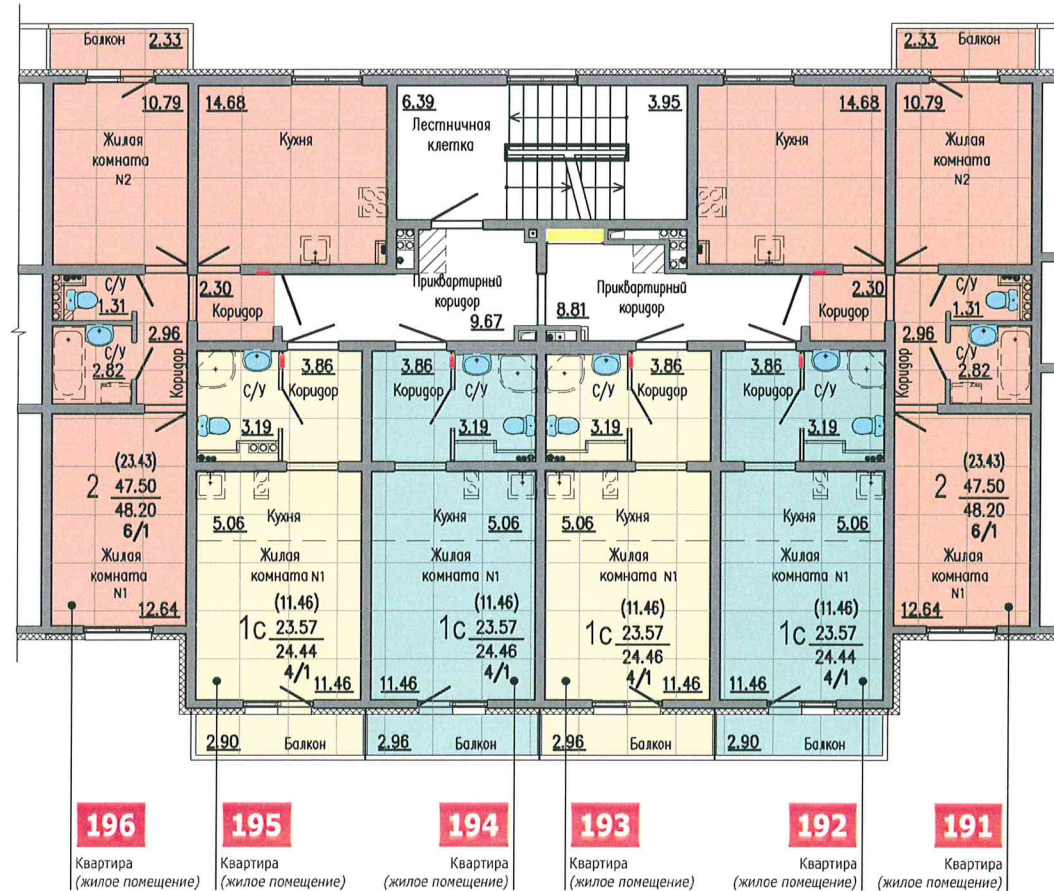 Балкон 2.33
2.33 Балкон
10.79
14.68
6.39
3.95
14.68
10.79
Лестничная
клетка
Жилая
комната
N2
Кухня
Кухня
Жилая
комната
N2
С/У
1.31
2.30
Коридор
Приквартирный
коридор
9.67
8.81
Приквартирный
коридор
2.30
Коридор
С/У
1.31
2.96
Коридор
С/У
2.82
2.96
Коридор
С/У
2.82
3.86
Коридор
С/У
3.19
3.86
Коридор
С/У
3.19
3.86
Коридор
С/У
3.19
3.86
Коридор
С/У
3.19
(23.43)
2 47.50
48.20
6/1
Жилая
комната
N1
12.64
5.06
Кухня
Жилая
комната N1
(11.46)
1С 23.57
24.44
4/1
11.46
Кухня
5.06
Жилая
комната N1
(11.46)
1С 23.57
24.46
4/1
11.46
Кухня
5.06
Жилая
комната N1
(11.46)
1С 23.57
24.46
4/1
11.46
Кухня
5.06
Жилая
комната N1
(11.46)
1С 23.57
24.44
4/1
11.46
(23.43)
2 47.50
48.20
6/1
Жилая
комната
N1
12.64
2.90 Балкон
2.96 Балкон
2.96 Балкон
2.90 Балкон
196
Квартира
(жилое помещение)
195
Квартира
(жилое помещение)
194
Квартира
(жилое помещение)
193
Квартира
(жилое помещение)
192
Квартира
(жилое помещение)
191
Квартира
(жилое помещение)